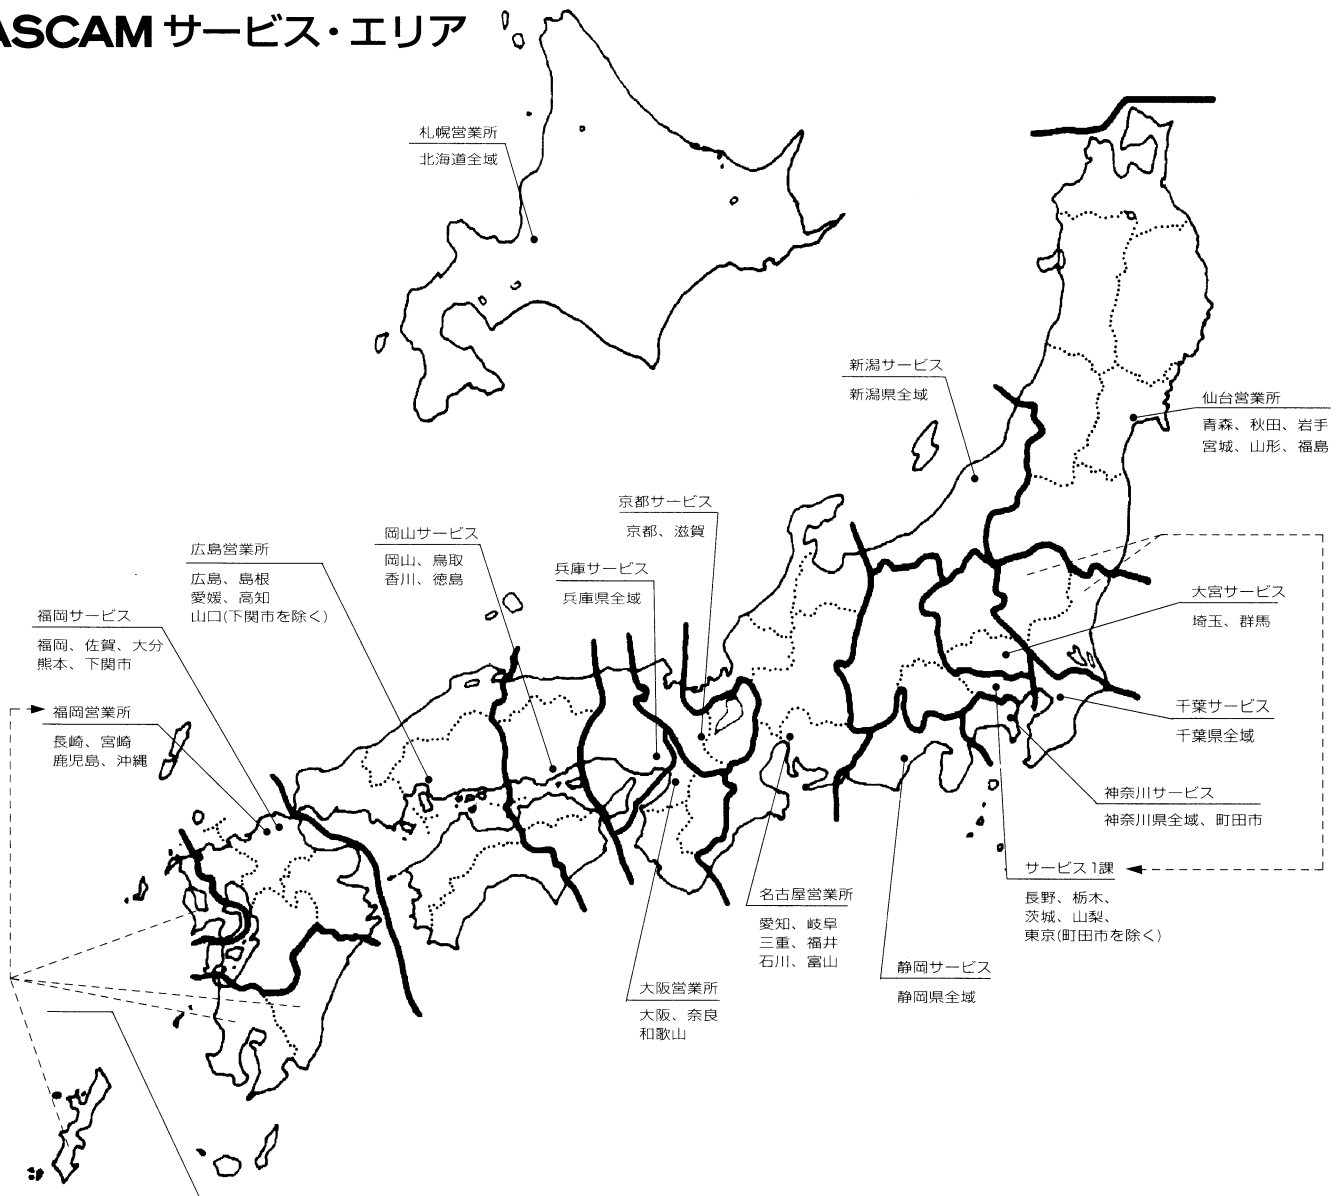 ASCAM サービス・エリア
札幌営業所
北海道全域
新潟サービス
新潟県全域
仙台営業所
青森、秋田、岩手
宮城、山形、福島
京都サービス
京都、滋賀
岡山サービス
岡山、鳥取
香川、徳島
広島営業所
広島、島根
愛媛、高知
山口(下関市を除く)
兵庫サービス
兵庫県全域
大宮サービス
埼玉、群馬
福岡サービス
福岡、佐賀、大分
熊本、下関市
福岡営業所
長崎、宮崎
鹿児島、沖縄
千葉サービス
千葉県全域
神奈川サービス
神奈川県全域、町田市
サービス1課
長野、栃木、
茨城、山梨、
東京(町田市を除く)
名古屋営業所
愛知、岐阜
三重、福井
石川、富山
静岡サービス
静岡県全域
大阪営業所
大阪、奈良
和歌山